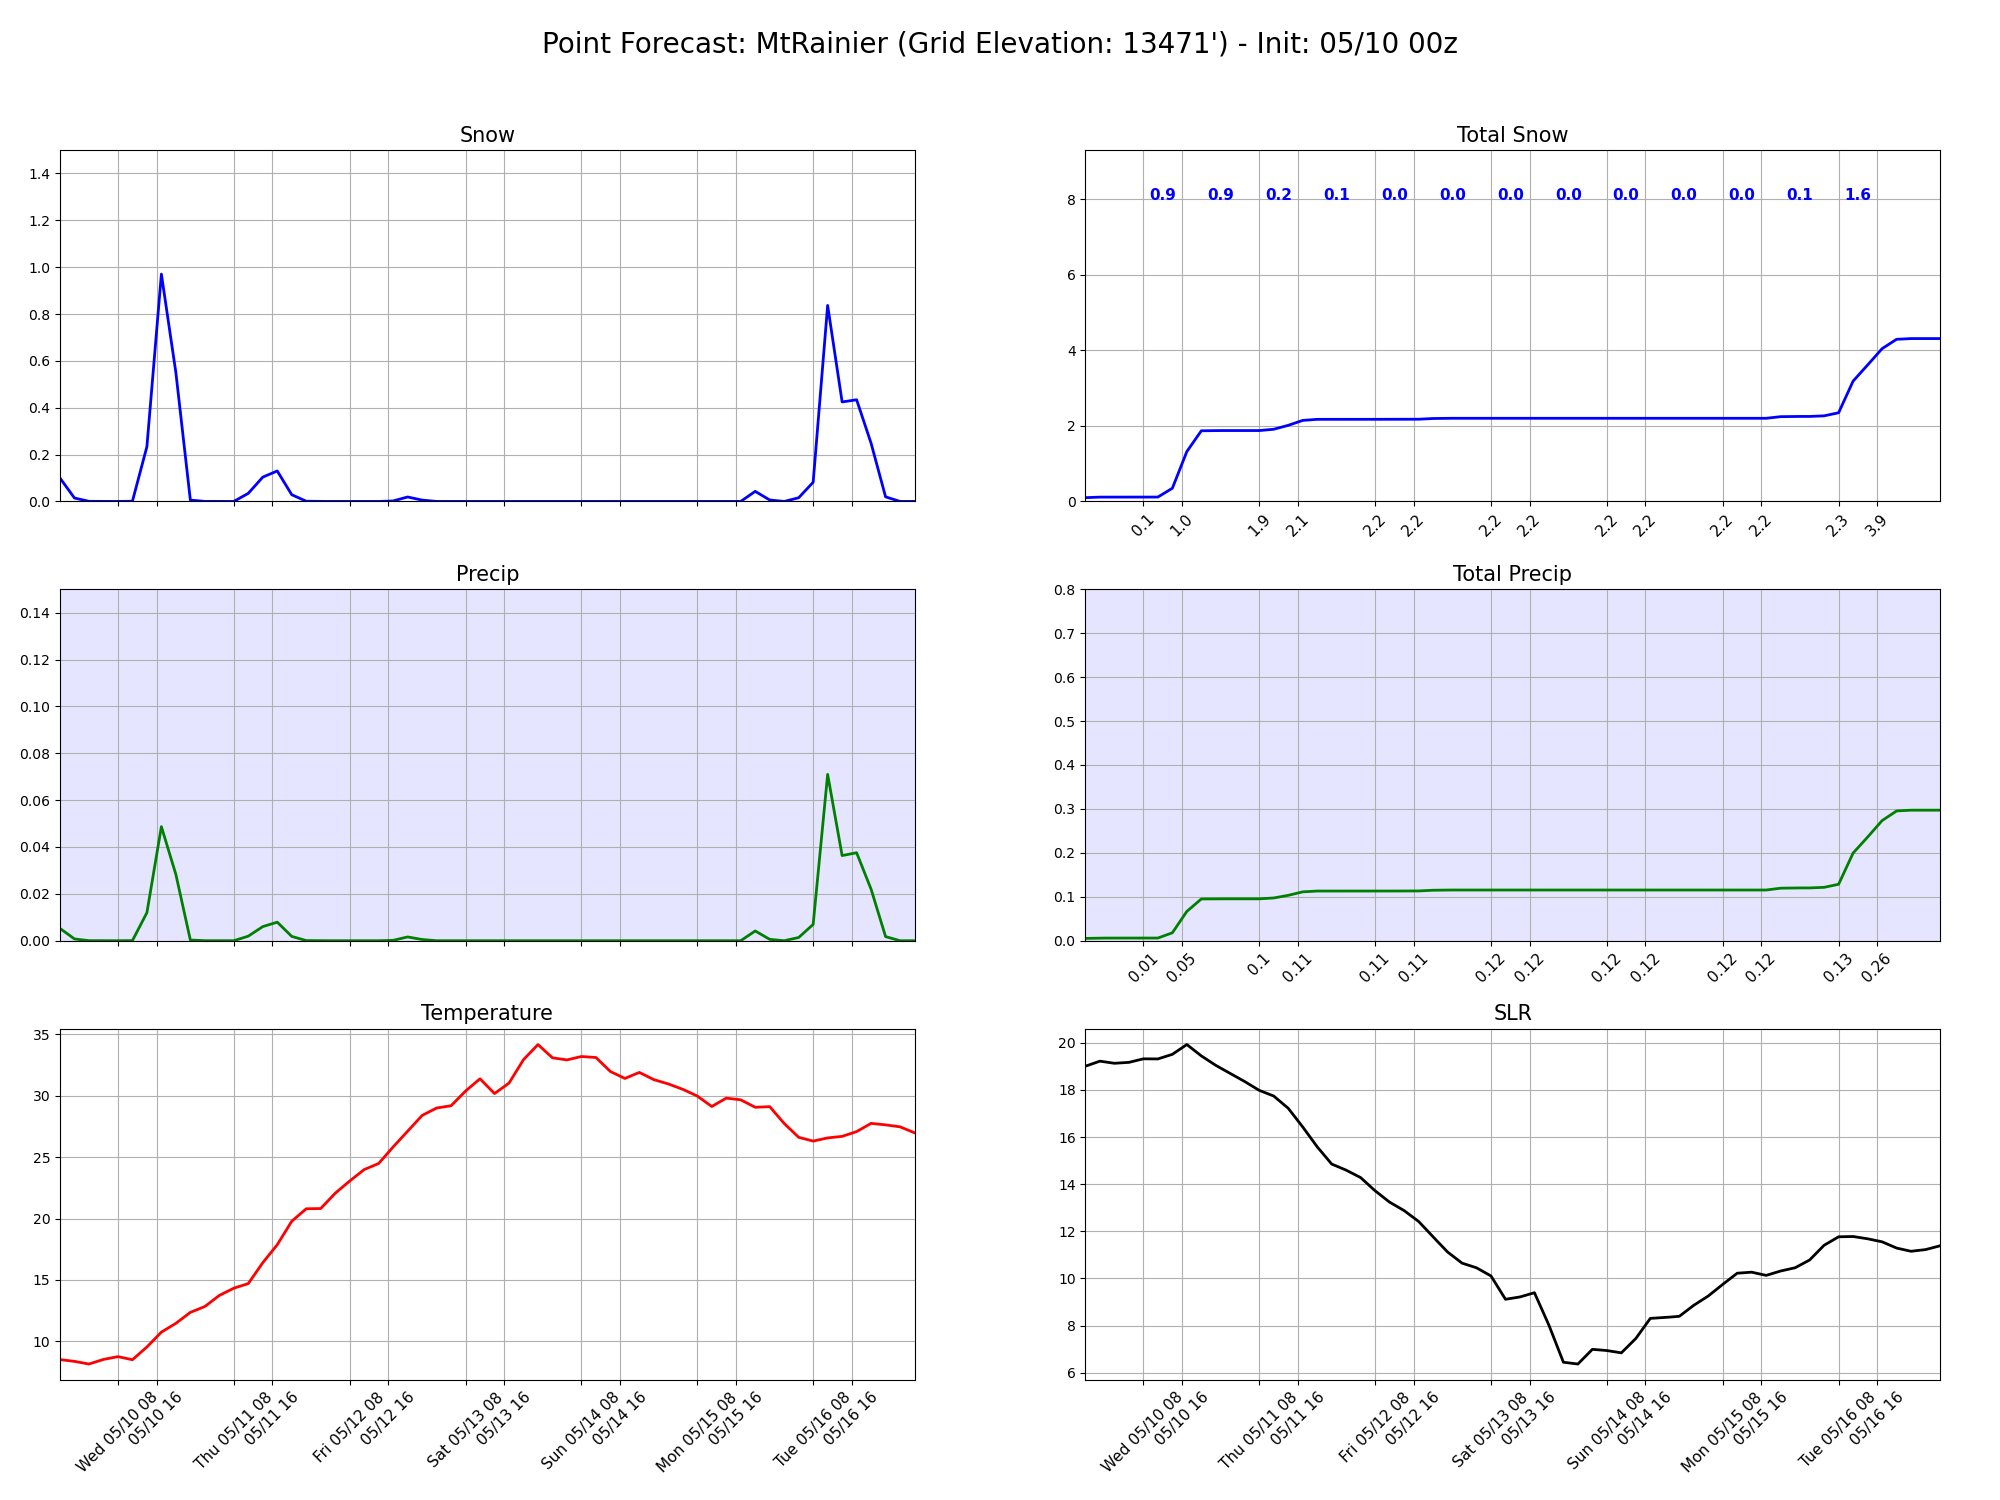 Point Forecast: MtRainier (Grid Elevation: 13471') - Init: 05/10 00z
Snow
1.4
1.2
1.0
0.8
0.6
0.4
0.2
0.0
Total Snow
0.9 0.9 0.2 0.1 0.0 0.0 0.0 0.0 0.0 0.0 0.0 0.1 1.6
8
6
4
2
0
0.1 1.0 1.9 2.1 2.2 2.2 2.2 2.2 2.2 2.2 2.2 2.2 2.3 3.9
Precip
0.14
0.12
0.10
0.08
0.06
0.04
0.02
0.00
Total Precip
0.8
0.7
0.6
0.5
0.4
0.3
0.2
0.1
0.0
0.01 0.05 0.1 0.11 0.11 0.11 0.12 0.12 0.12 0.12 0.12 0.12 0.13 0.26
Temperature
35
30
25
20
15
10
Wed 05/10 08
05/10 16
Thu 05/11 08
05/11 16
Fri 05/12 08
05/12 16
Sat 05/13 08
05/13 16
Sun 05/14 08
05/14 16
Mon 05/15 08
05/15 16
Tue 05/16 08
05/16 16
SLR
20
18
16
14
12
10
8
6
Wed 05/10 08
05/10 16
Thu 05/11 08
05/11 16
Fri 05/12 08
05/12 16
Sat 05/13 08
05/13 16
Sun 05/14 08
05/14 16
Mon 05/15 08
05/15 16
Tue 05/16 08
05/16 16